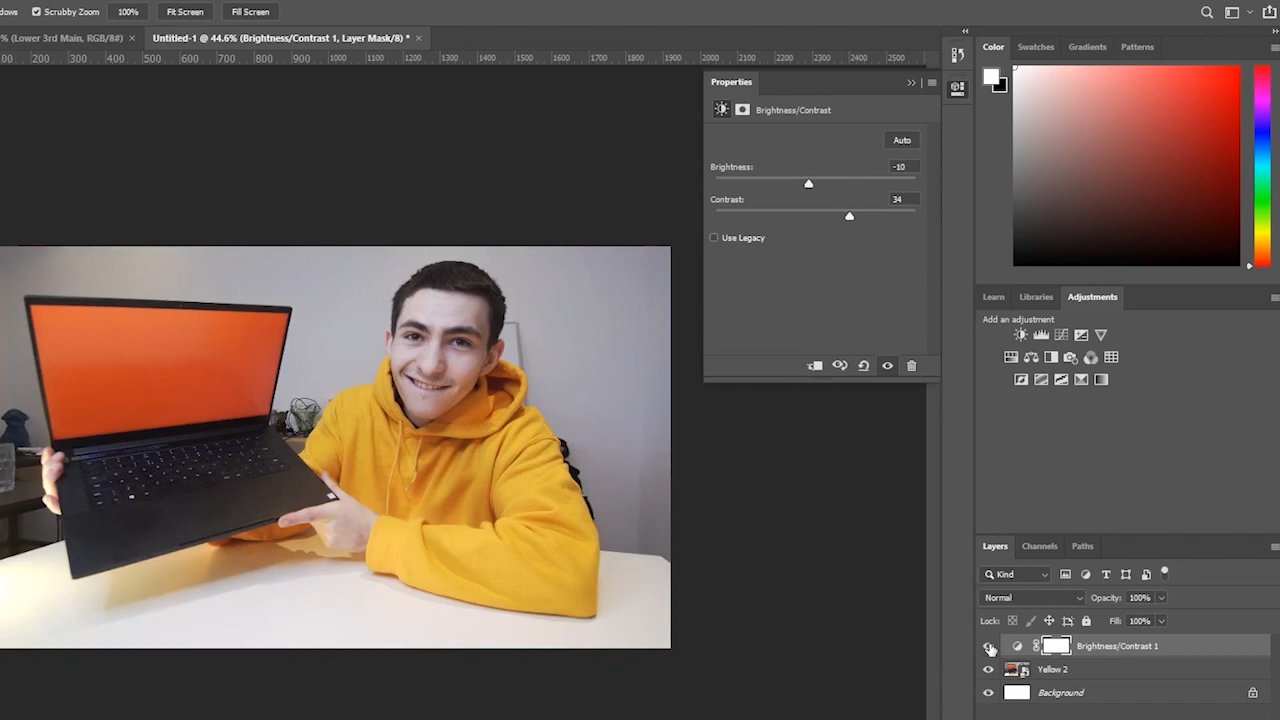 dows Scrubby Zoom 100% Fit Screen Fill Screen
% (Lower 3rd Main, RGB/8#) × Untitled-1 @ 44.6% (Brightness/Contrast 1, Layer Mask/8) * ×
00 200 300 400 500 600 700 800 900 1000 1100 1200 1300 1400 1500 1600 1700 1800 1900 2000 2100 2200 2300 2400 2500
Color Swatches Gradients Patterns
Properties
Brightness/Contrast
Auto
Brightness: -10
Contrast: 34
Use Legacy
Learn Libraries Adjustments
Add an adjustment
Layers Channels Paths
Kind
Normal Opacity: 100%
Lock: Fill: 100%
Brightness/Contrast 1
Yellow 2
Background